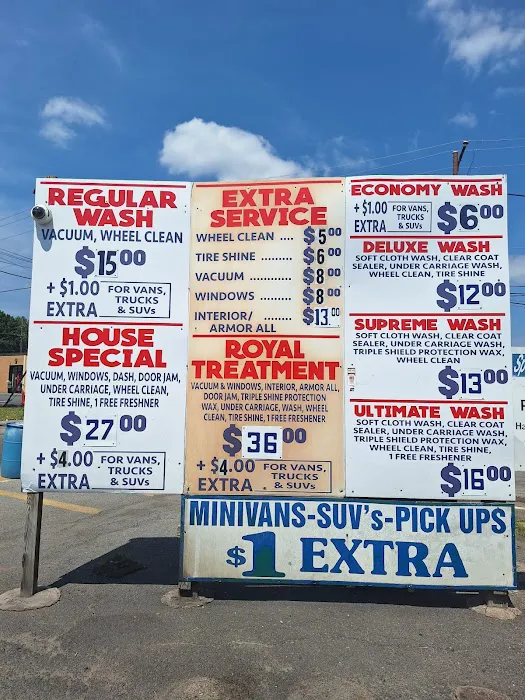 REGULAR
WASH
VACUUM, WHEEL CLEAN
$15.00
+ $1.00
EXTRA
FOR VANS,
TRUCKS
& SUVs
HOUSE
SPECIAL
VACUUM, WINDOWS, DASH, DOOR JAM,
UNDER CARRIAGE, WHEEL CLEAN,
TIRE SHINE, 1 FREE FRESHNER
$27 00
+ $4.00
EXTRA
FOR VANS,
TRUCKS
& SUVs
EXTRA
SERVICE
WHEEL CLEAN .... $5 00
TIRE SHINE ....... $6 00
VACUUM .......... $8 00
WINDOWS ......... $8 00
INTERIOR/
ARMOR ALL $13.00
ROYAL
TREATMENT
VACUUM & WINDOWS, INTERIOR, ARMOR ALL,
DOOR JAM, TRIPLE SHINE PROTECTION
WAX, UNDER CARRIAGE, WASH, WHEEL
CLEAN, TIRE SHINE, 1 FREE FRESHNER
$36 00
+ $4.00
EXTRA
FOR VANS,
TRUCKS
& SUVs
ECONOMY WASH
+ $1.00
EXTRA
FOR VANS,
TRUCKS
& SUVs
$6 00
DELUXE WASH
SOFT CLOTH WASH, CLEAR COAT
SEALER, UNDER CARRIAGE WASH,
WHEEL CLEAN, TIRE SHINE
$12 00
SUPREME WASH
SOFT CLOTH WASH, CLEAR COAT
SEALER, UNDER CARRIAGE WASH,
TRIPLE SHIELD PROTECTION WAX,
WHEEL CLEAN
$13 00
ULTIMATE WASH
SOFT CLOTH WASH, CLEAR COAT
SEALER, UNDER CARRIAGE WASH,
TRIPLE SHIELD PROTECTION WAX,
WHEEL CLEAN, TIRE SHINE,
1 FREE FRESHENER
$16 00
MINIVANS-SUV's-PICK UPS
$1 EXTRA